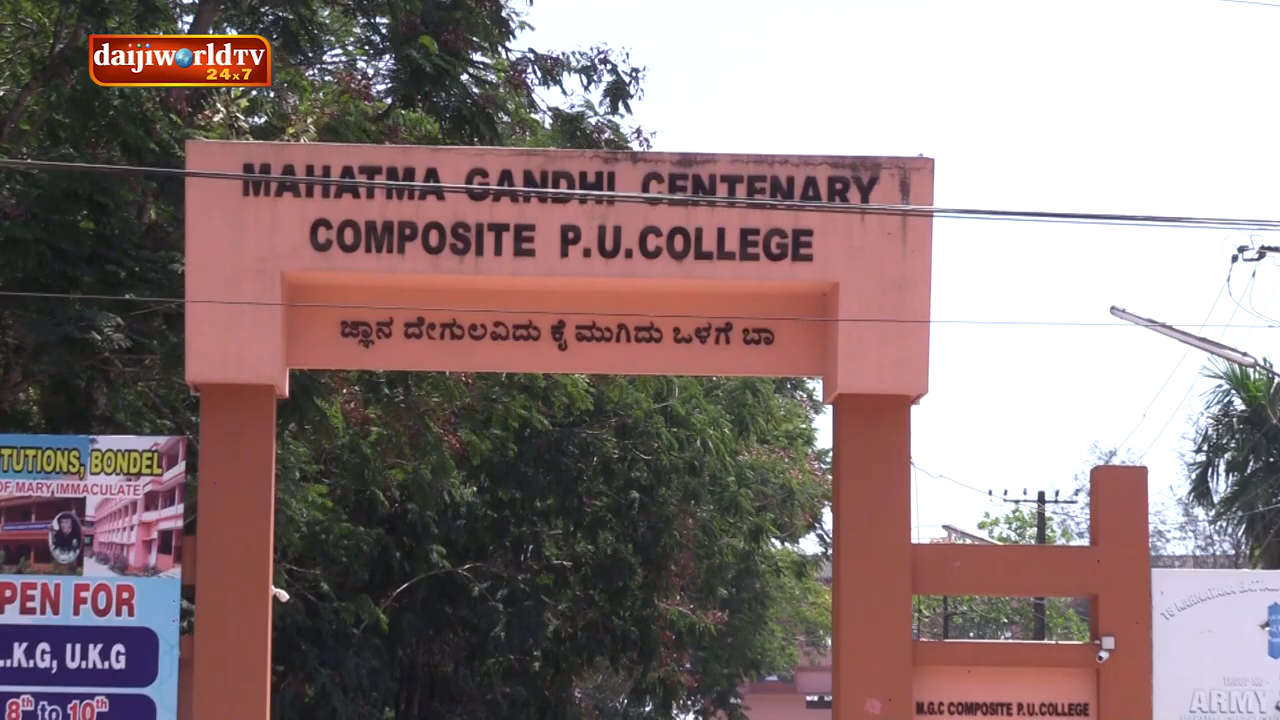 daijiworldTV
24x7
MAHATMA GANDHI CENTENARY
COMPOSITE P.U.COLLEGE
ಜ್ಞಾನ ದೇಗುಲವಿದು ಕೈ ಮುಗಿದು ಒಳಗೆ ಬಾ
TUTIONS, BONDEL
OF MARY IMMACULATE
PEN FOR
L.K.G, U.K.G
8th to 10th
M.G.C COMPOSITE P.U.COLLEGE
KARNATAKA
ARMY